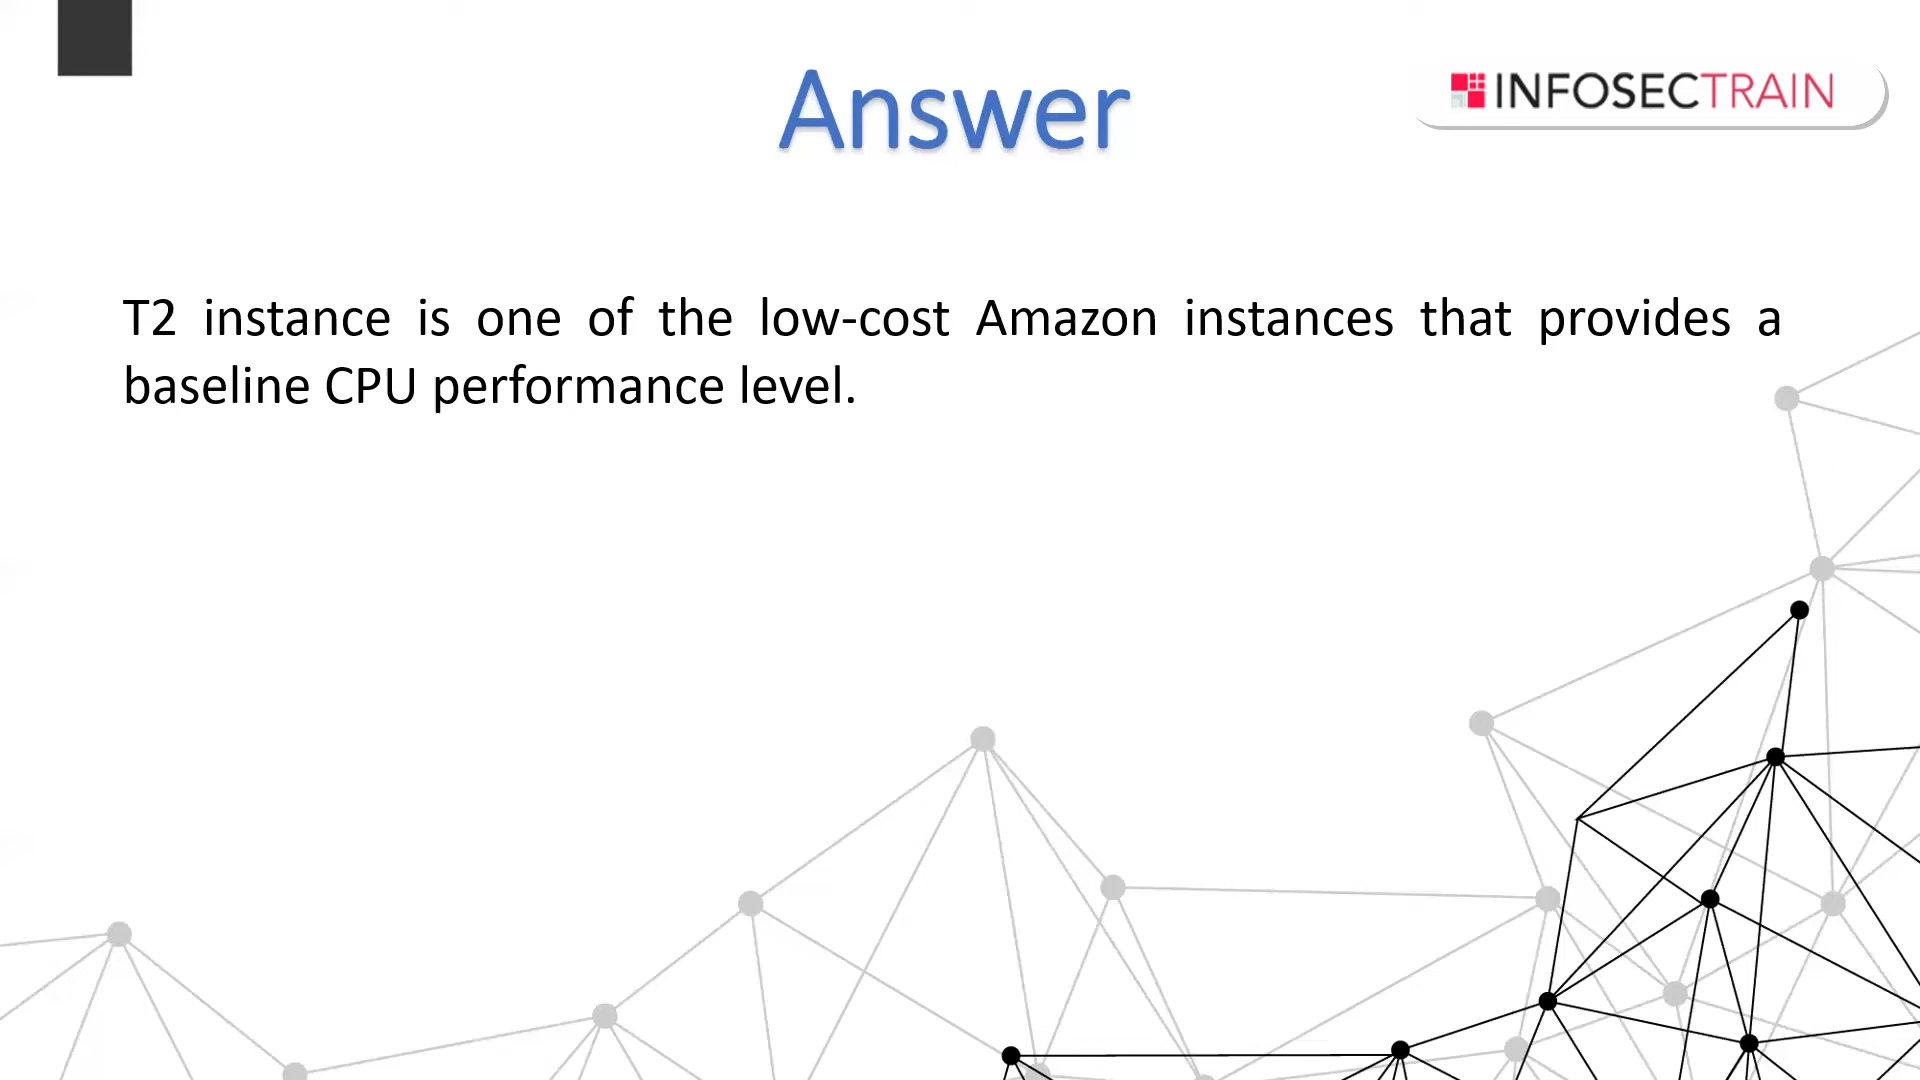 Answer
INFOSECTRAIN
T2 instance is one of the low-cost Amazon instances that provides a
baseline CPU performance level.